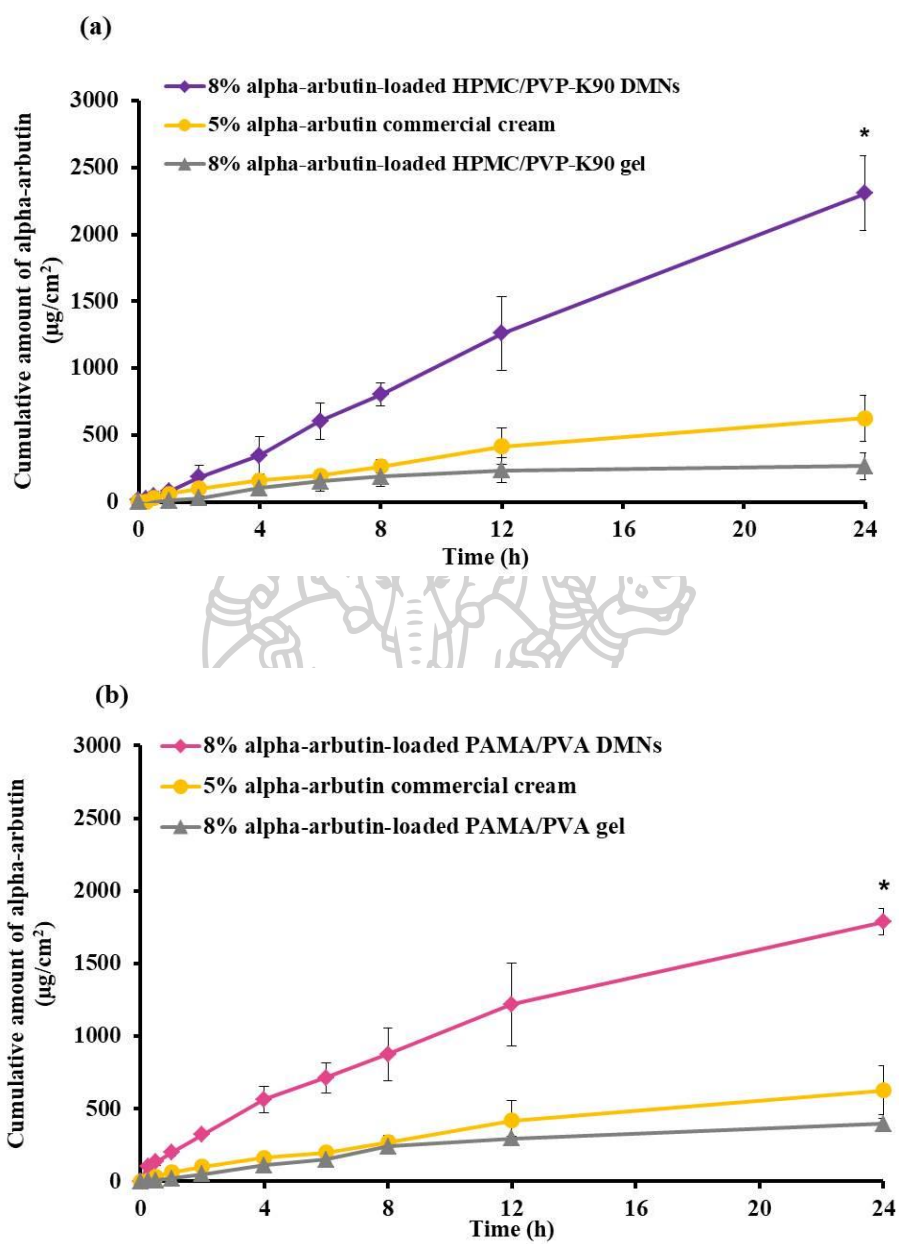 (a)
8% alpha-arbutin-loaded HPMC/PVP-K90 DMNs
5% alpha-arbutin commercial cream
8% alpha-arbutin-loaded HPMC/PVP-K90 gel
Cumulative amount of alpha-arbutin
(µg/cm²)
3000
2500
2000
1500
1000
500
0
*
0 4 8 12 16 20 24
Time (h)
(b)
8% alpha-arbutin-loaded PAMA/PVA DMNs
5% alpha-arbutin commercial cream
8% alpha-arbutin-loaded PAMA/PVA gel
Cumulative amount of alpha-arbutin
(µg/cm²)
3000
2500
2000
1500
1000
500
0
*
0 4 8 12 16 20 24
Time (h)